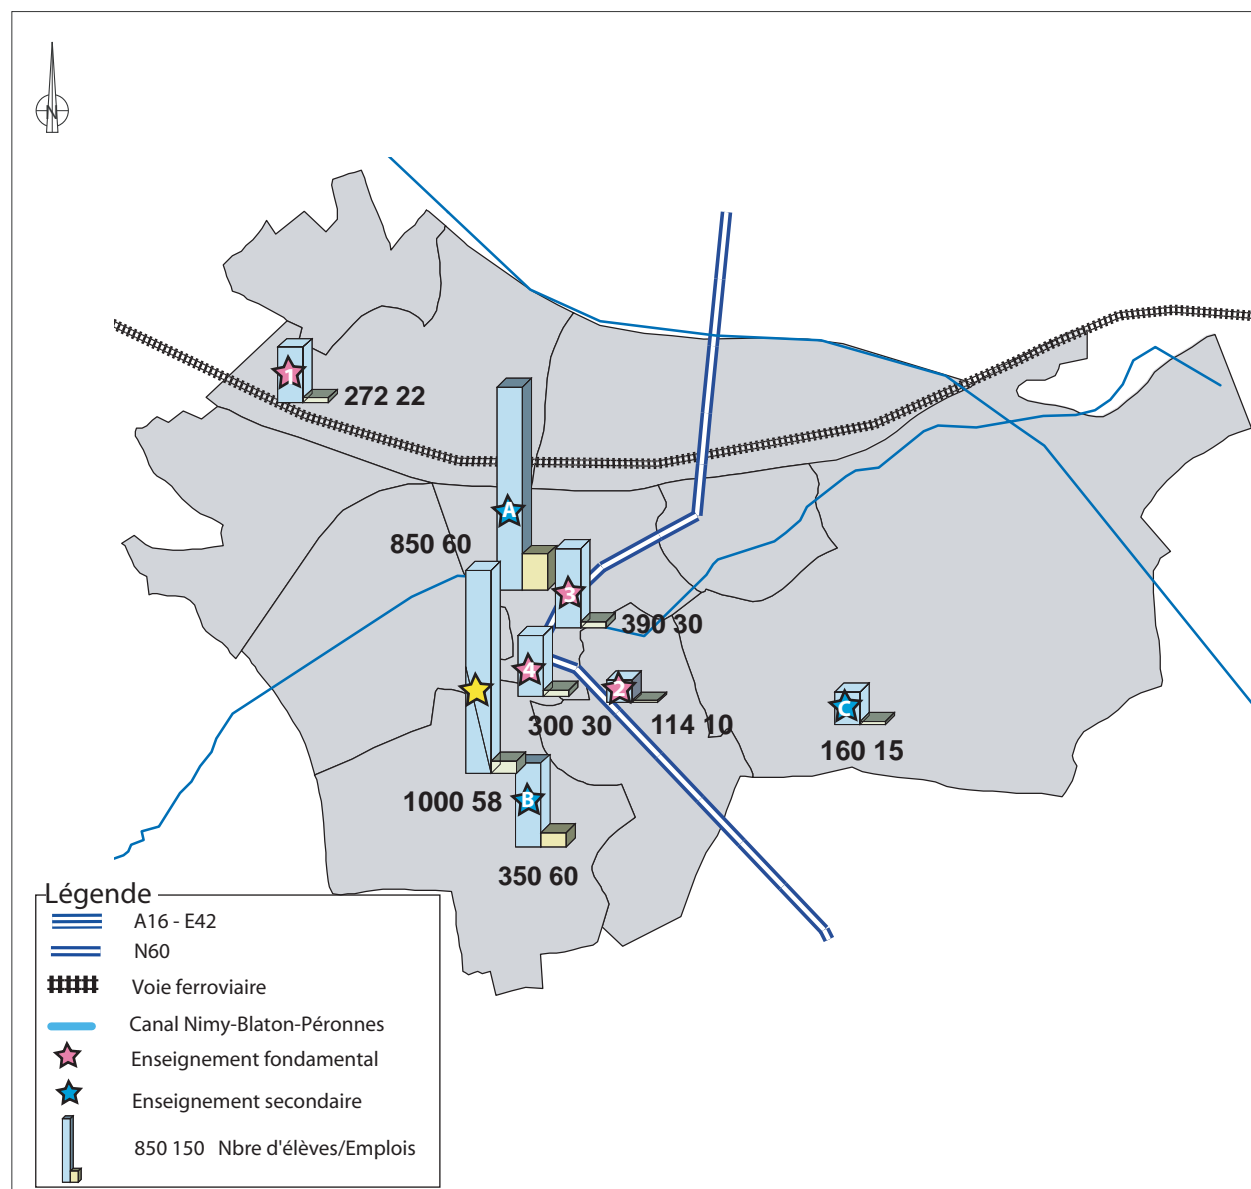 N
1
272 22
A
850 60
3
390 30
4
2
300 30
114 10
C
160 15
1000 58
B
350 60
Légende
A16 - E42
N60
Voie ferroviaire
Canal Nimy-Blaton-Péronnes
Enseignement fondamental
Enseignement secondaire
850 150 Nbre d'élèves/Emplois